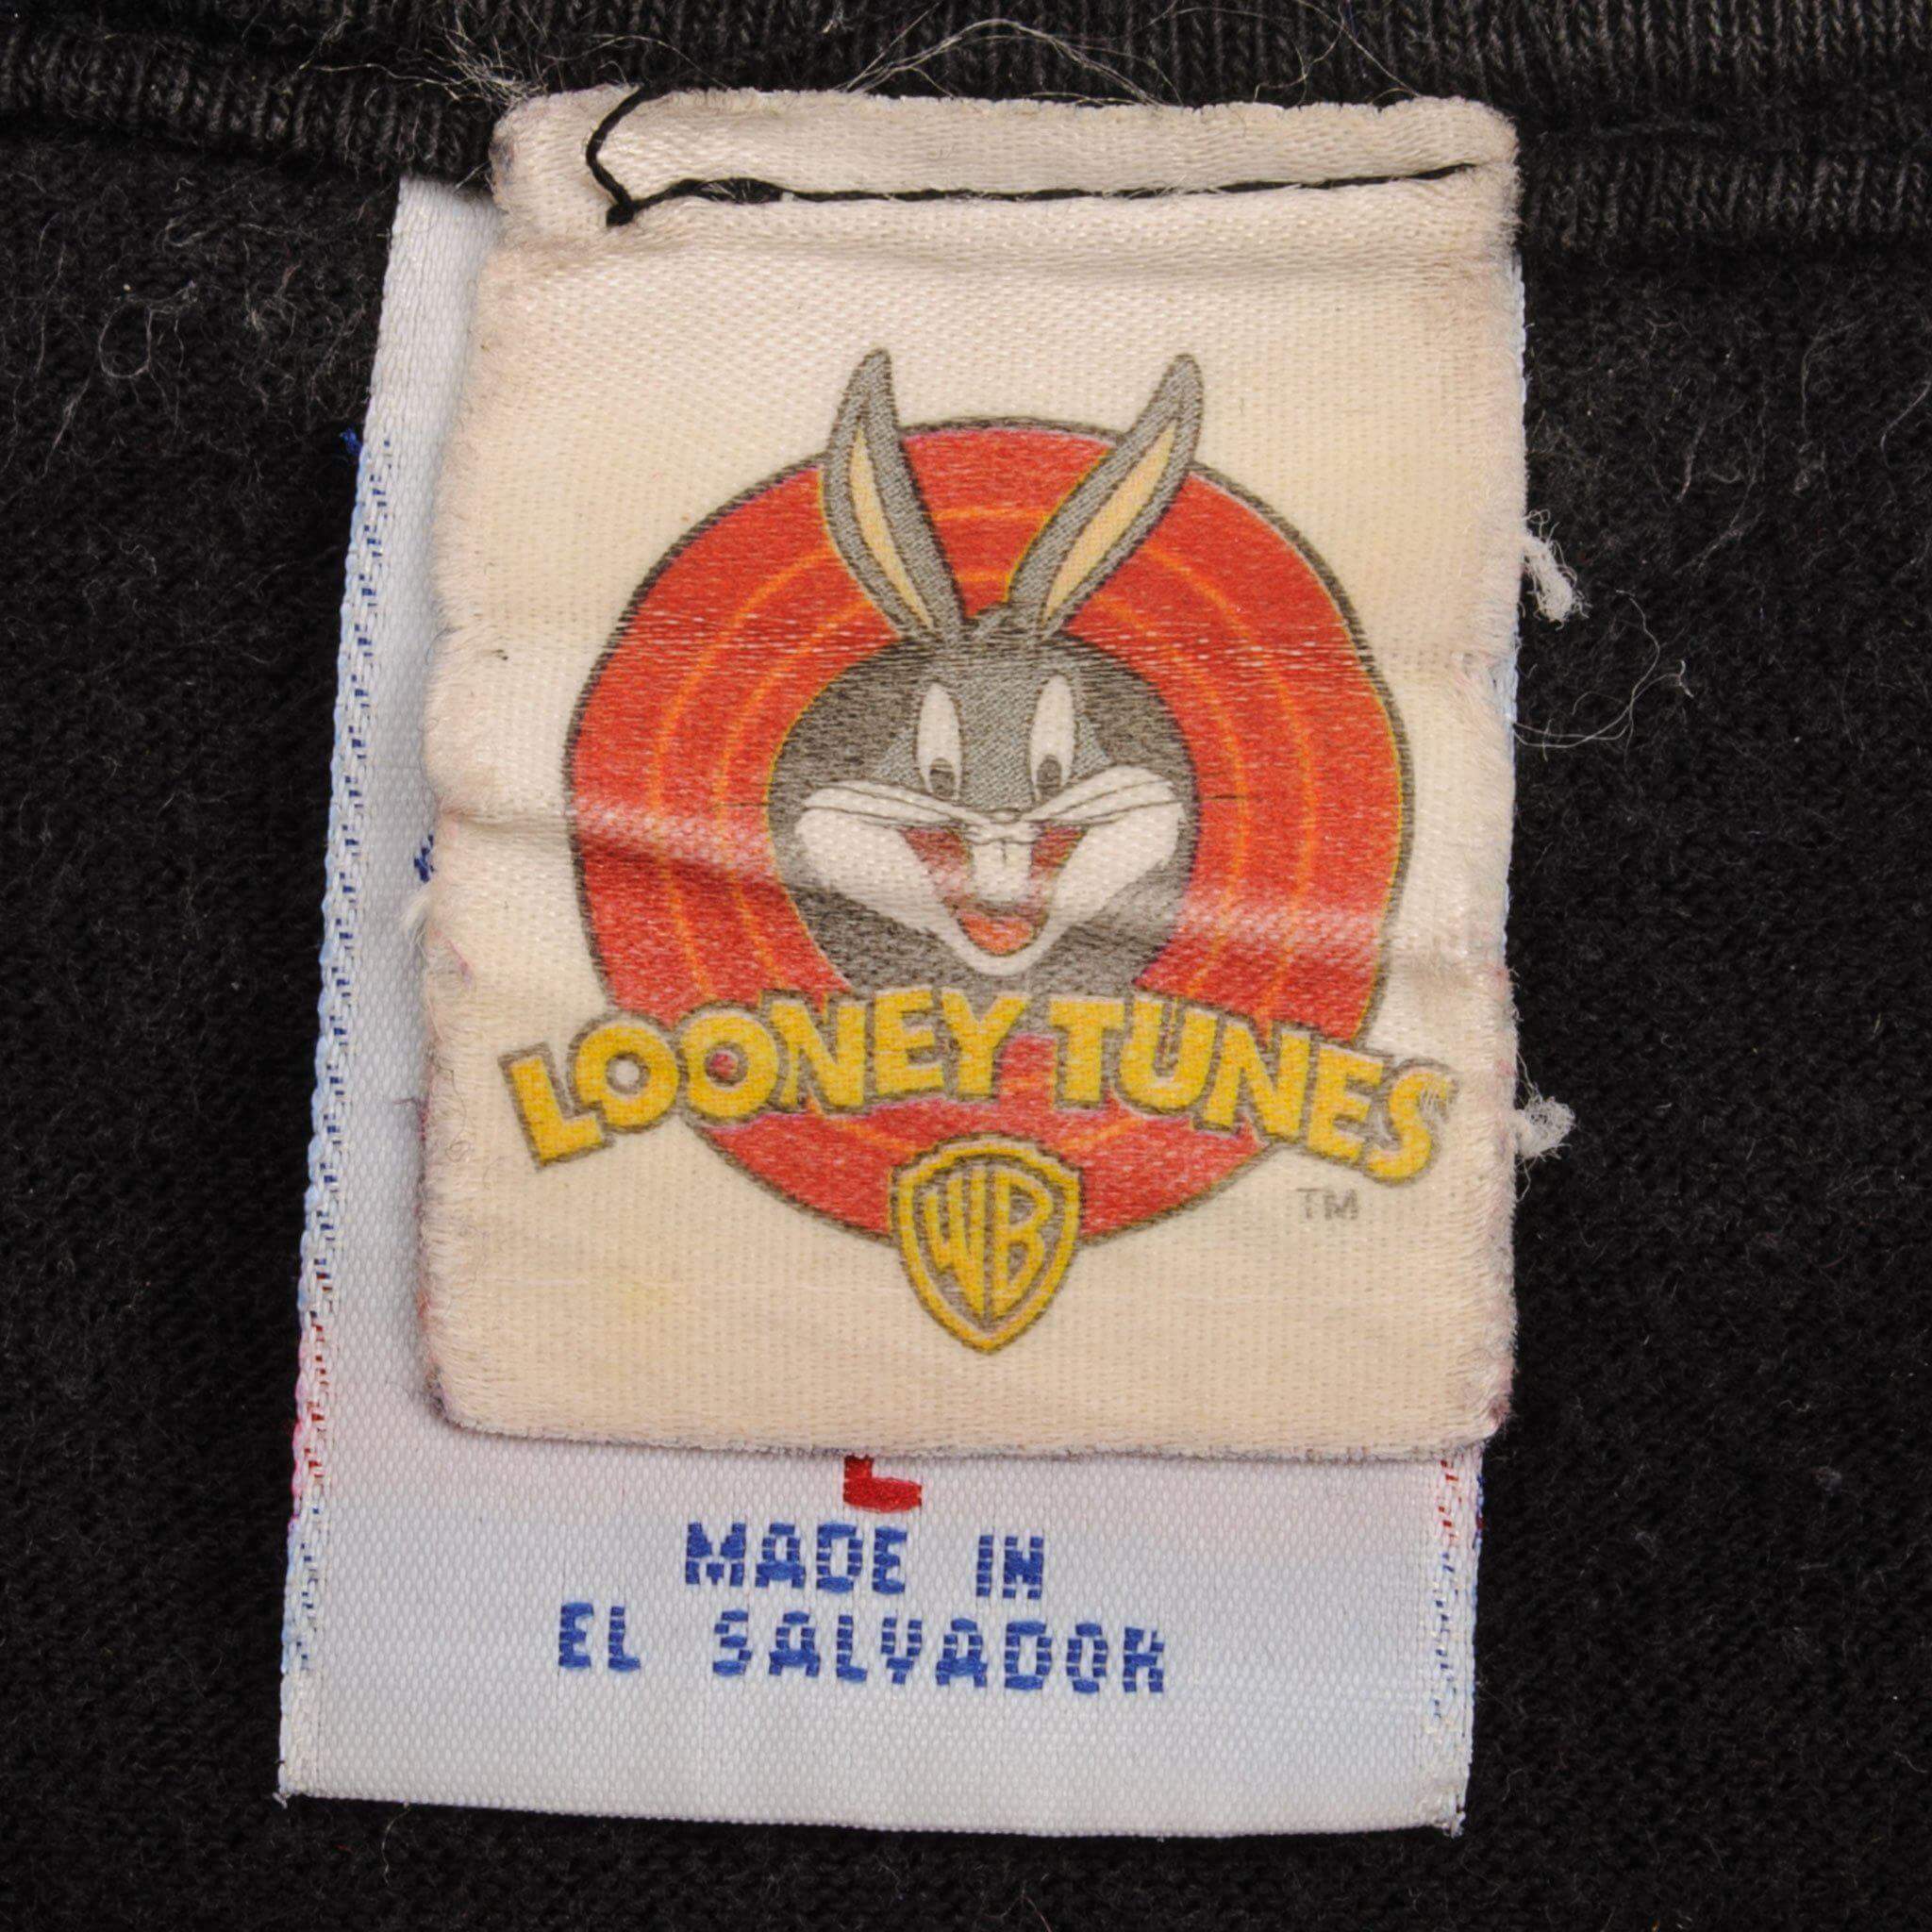 LOONEY TUNES
TM
WB
L
MADE IN
EL SALVADOR